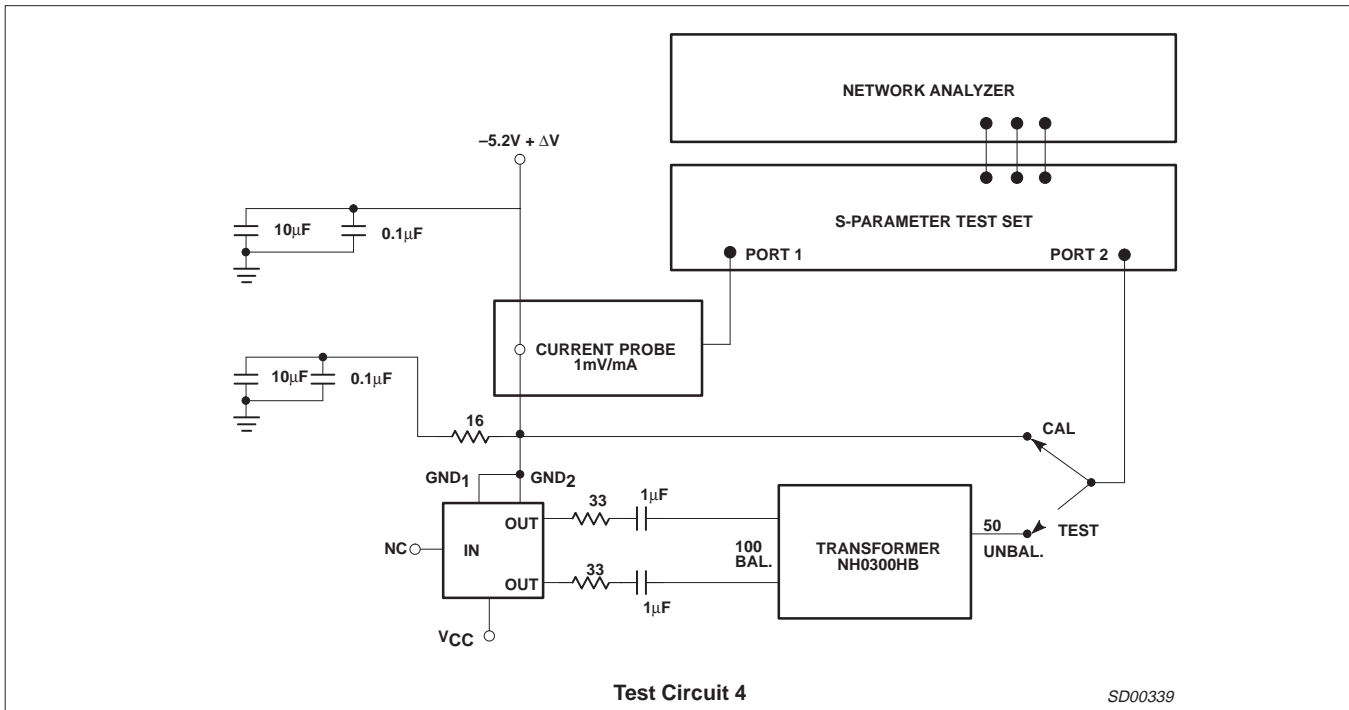 NETWORK ANALYZER
–5.2V + ΔV
S-PARAMETER TEST SET
10μF
0.1μF
PORT 1
PORT 2
CURRENT PROBE
1mV/mA
10μF
0.1μF
16
CAL
GND1
GND2
33
1μF
OUT
50
TEST
NC
IN
100
BAL.
TRANSFORMER
NH0300HB
UNBAL.
OUT
33
1μF
VCC
Test Circuit 4
SD00339